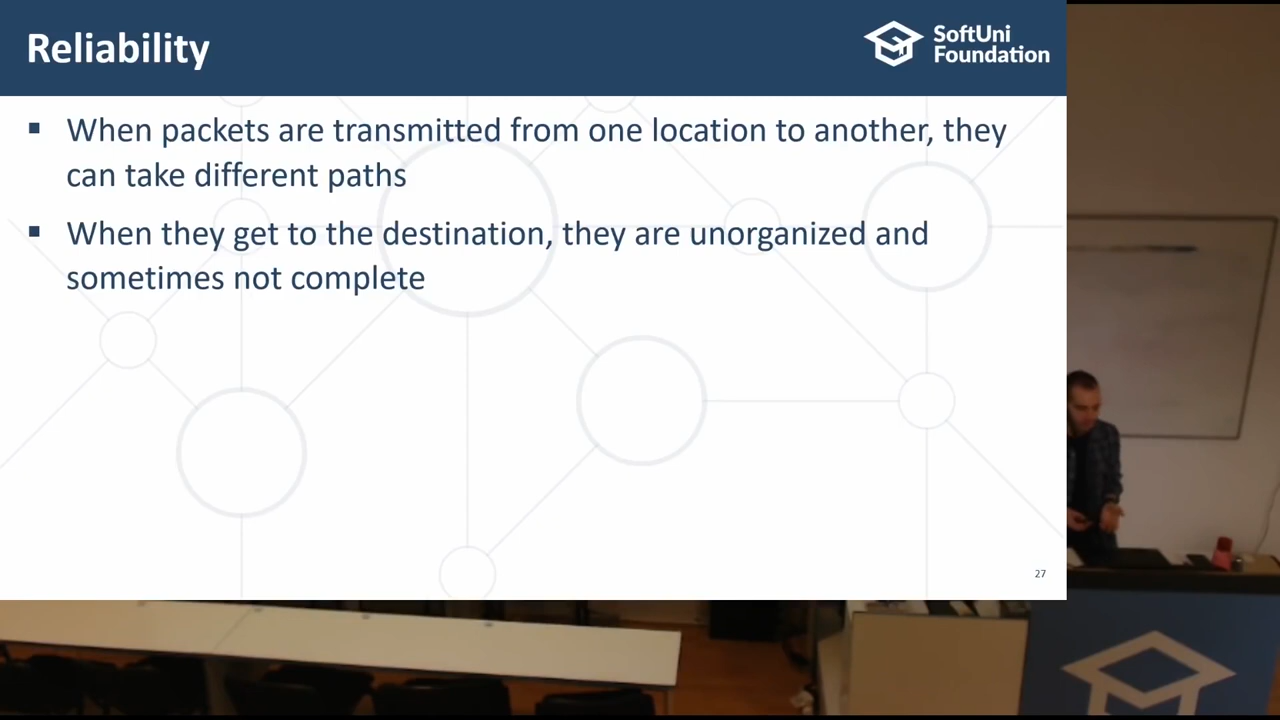 Reliability
SoftUni
Foundation
▪ When packets are transmitted from one location to another, they
can take different paths
▪ When they get to the destination, they are unorganized and
sometimes not complete
27